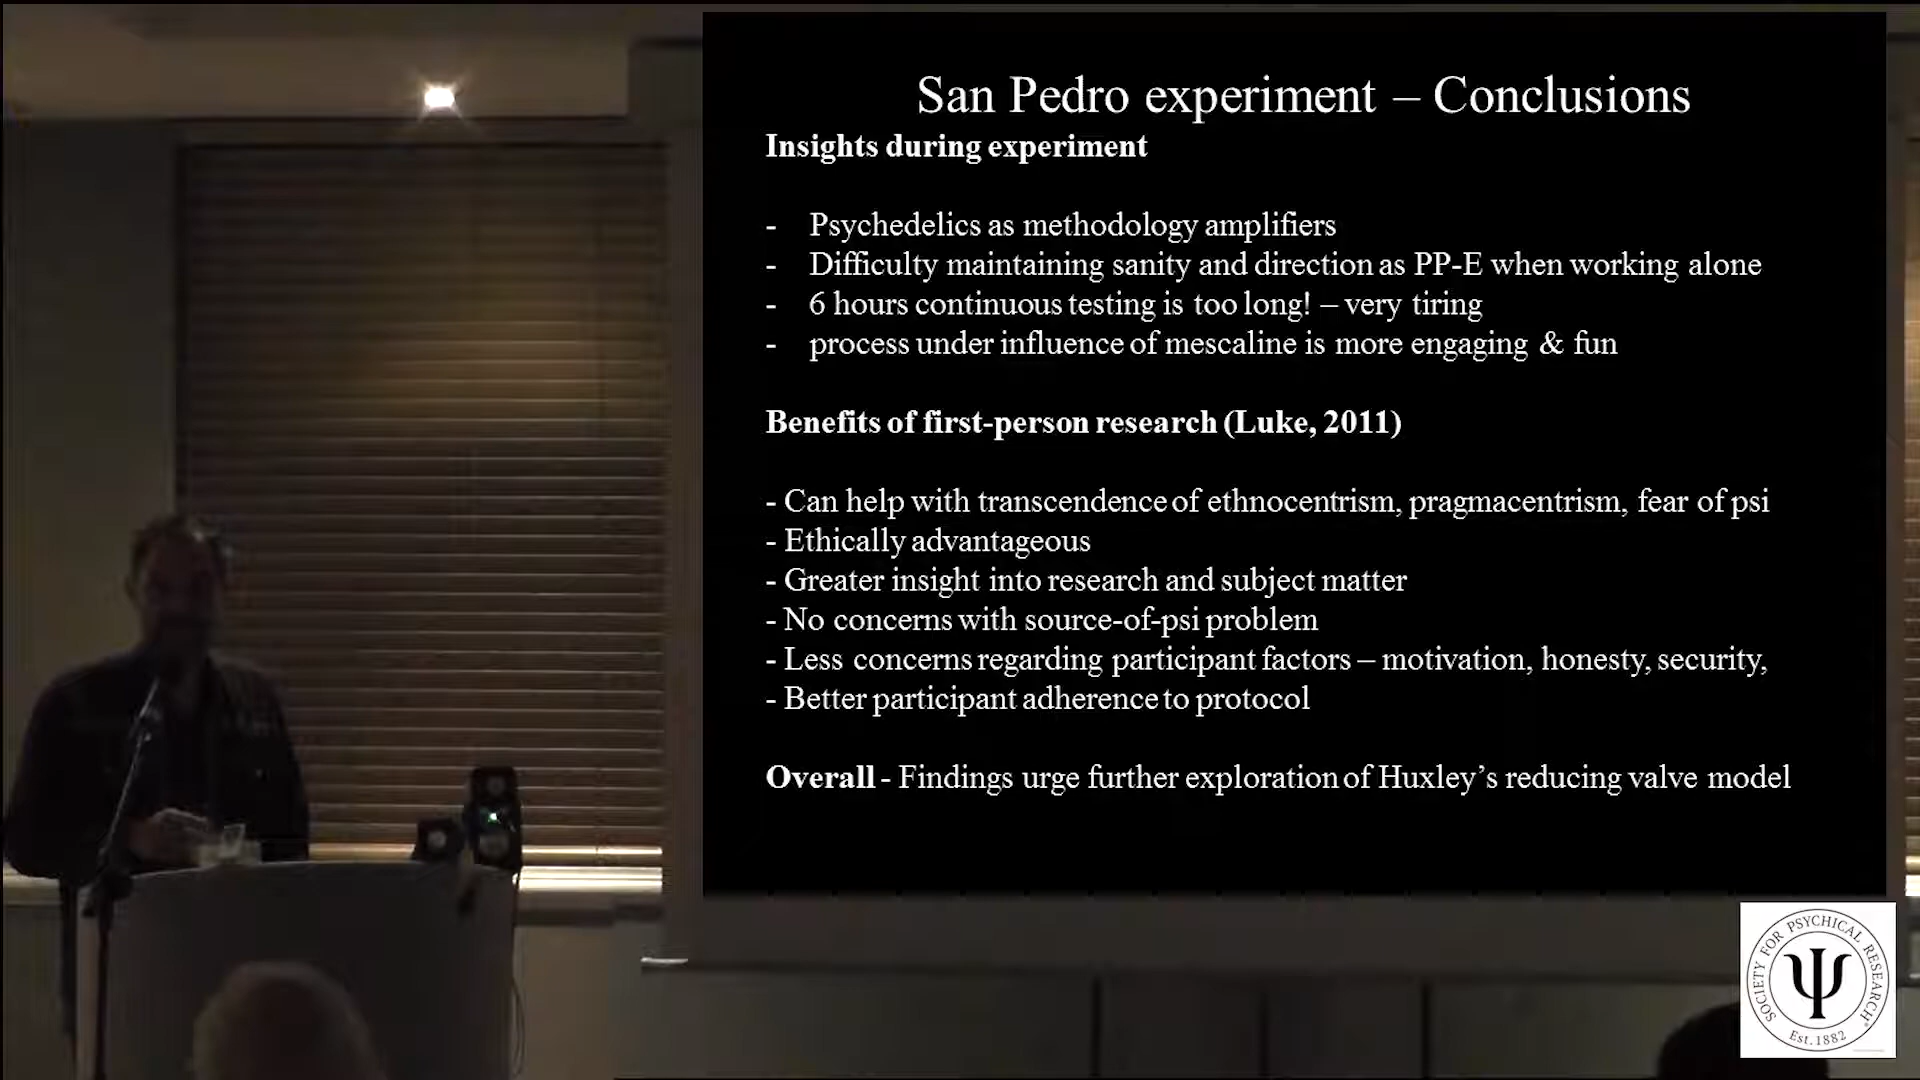 San Pedro experiment – Conclusions
Insights during experiment
- Psychedelics as methodology amplifiers
- Difficulty maintaining sanity and direction as PP-E when working alone
- 6 hours continuous testing is too long! – very tiring
- process under influence of mescaline is more engaging & fun
Benefits of first-person research (Luke, 2011)
- Can help with transcendence of ethnocentrism, pragmacentrism, fear of psi
- Ethically advantageous
- Greater insight into research and subject matter
- No concerns with source-of-psi problem
- Less concerns regarding participant factors – motivation, honesty, security,
- Better participant adherence to protocol
Overall - Findings urge further exploration of Huxley’s reducing valve model
SOCIETY FOR PSYCHICAL RESEARCH
Est.1882